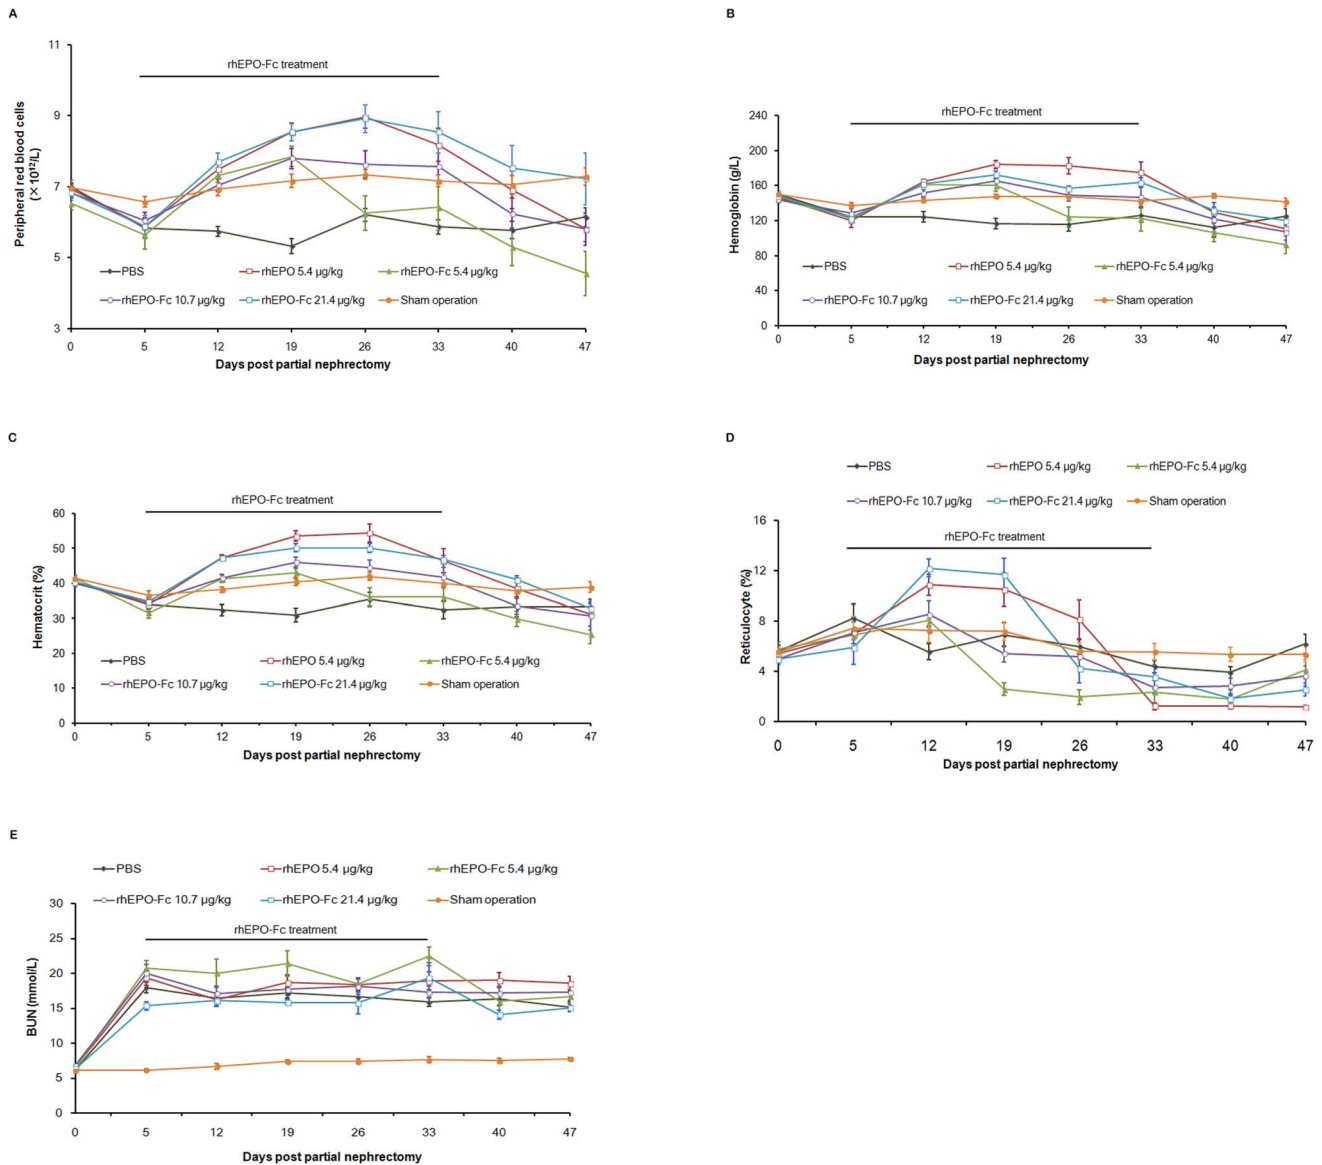 A
11
9
7
5
3
Peripheral red blood cells
(×10¹²/L)
rhEPO-Fc treatment
PBS rhEPO 5.4 µg/kg rhEPO-Fc 5.4 µg/kg
rhEPO-Fc 10.7 µg/kg rhEPO-Fc 21.4 µg/kg Sham operation
0 5 12 19 26 33 40 47
Days post partial nephrectomy
B
240
200
160
120
80
40
0
Hemoglobin (g/L)
rhEPO-Fc treatment
PBS rhEPO 5.4 µg/kg rhEPO-Fc 5.4 µg/kg
rhEPO-Fc 10.7 µg/kg rhEPO-Fc 21.4 µg/kg Sham operation
0 5 12 19 26 33 40 47
Days post partial nephrectomy
C
60
50
40
30
20
10
0
Hematocrit (%)
rhEPO-Fc treatment
PBS rhEPO 5.4 µg/kg rhEPO-Fc 5.4 µg/kg
rhEPO-Fc 10.7 µg/kg rhEPO-Fc 21.4 µg/kg Sham operation
0 5 12 19 26 33 40 47
Days post partial nephrectomy
D
PBS rhEPO 5.4 µg/kg rhEPO-Fc 5.4 µg/kg
rhEPO-Fc 10.7 µg/kg rhEPO-Fc 21.4 µg/kg Sham operation
16
12
8
4
0
Reticulocyte (%)
rhEPO-Fc treatment
0 5 12 19 26 33 40 47
Days post partial nephrectomy
E
PBS rhEPO 5.4 µg/kg rhEPO-Fc 5.4 µg/kg
rhEPO-Fc 10.7 µg/kg rhEPO-Fc 21.4 µg/kg Sham operation
30
25
20
15
10
5
0
BUN (mmol/L)
rhEPO-Fc treatment
0 5 12 19 26 33 40 47
Days post partial nephrectomy